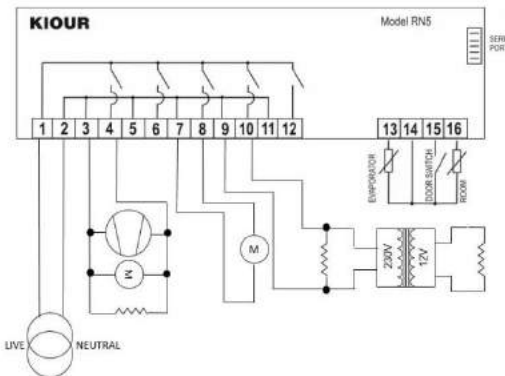 KIOUR
Model RN5
PORT
1 2 3 4 5 6 7 8 9 10 11 12 13 14 15 16
EVAPORATOR
DOOR SWITCH
ROOM
M
M
230V
12V
LIVE
NEUTRAL